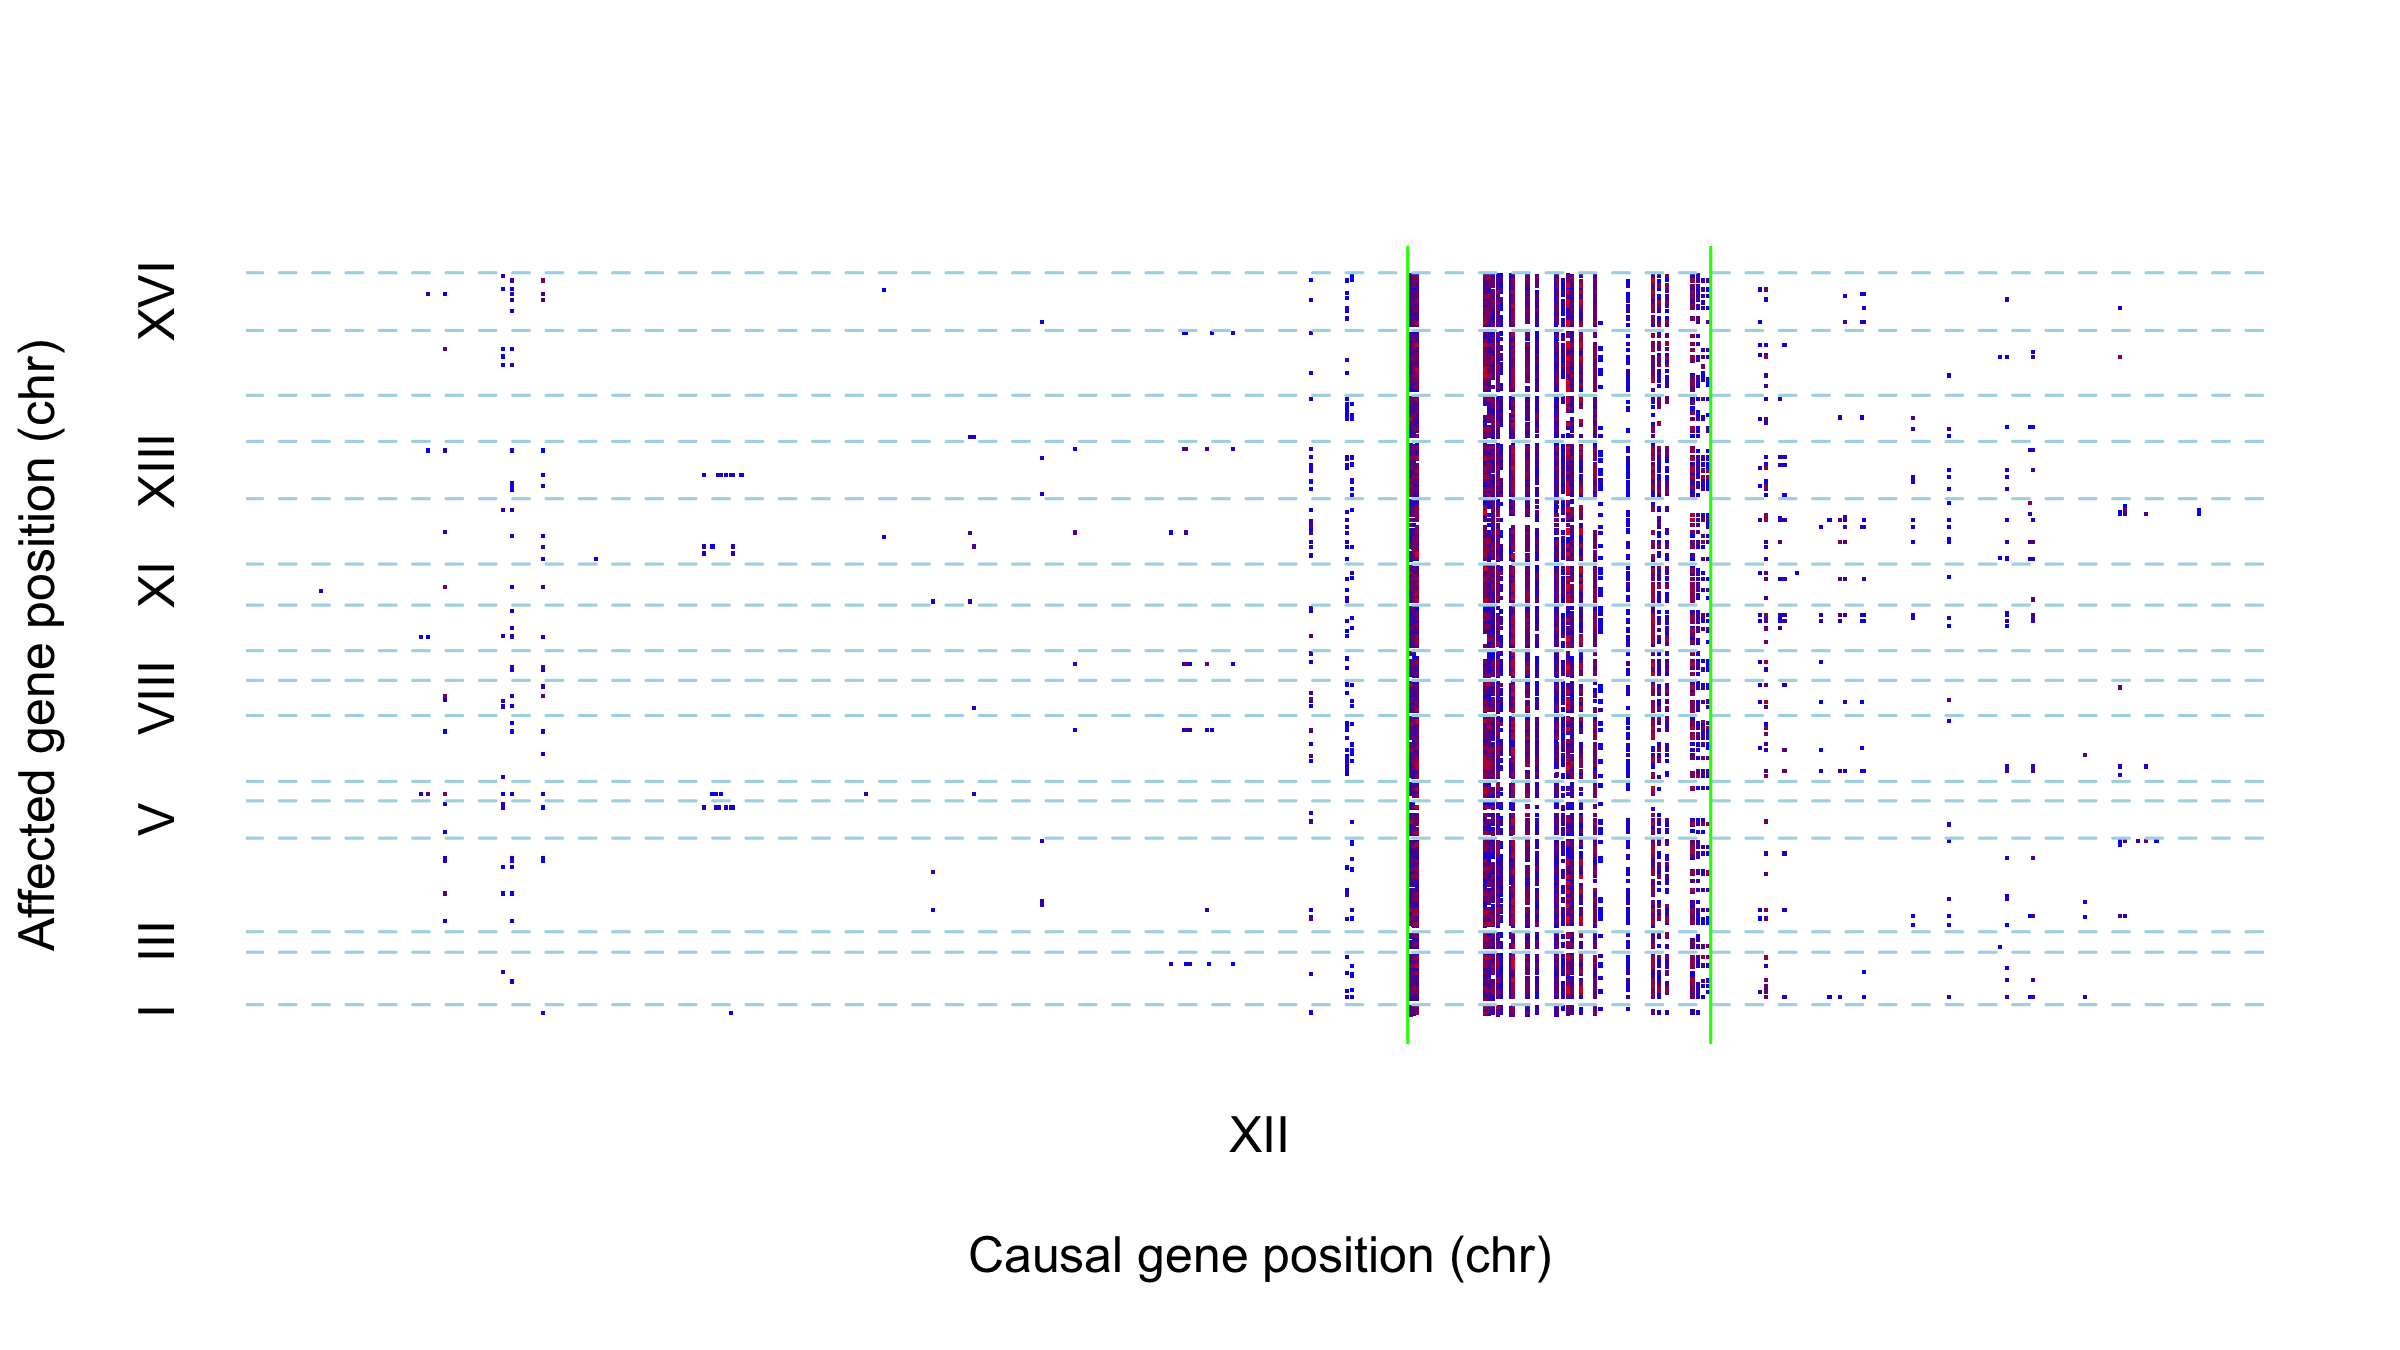 Affected gene position (chr)
XVI
XIII
XI
VIII
V
III
I
XII
Causal gene position (chr)